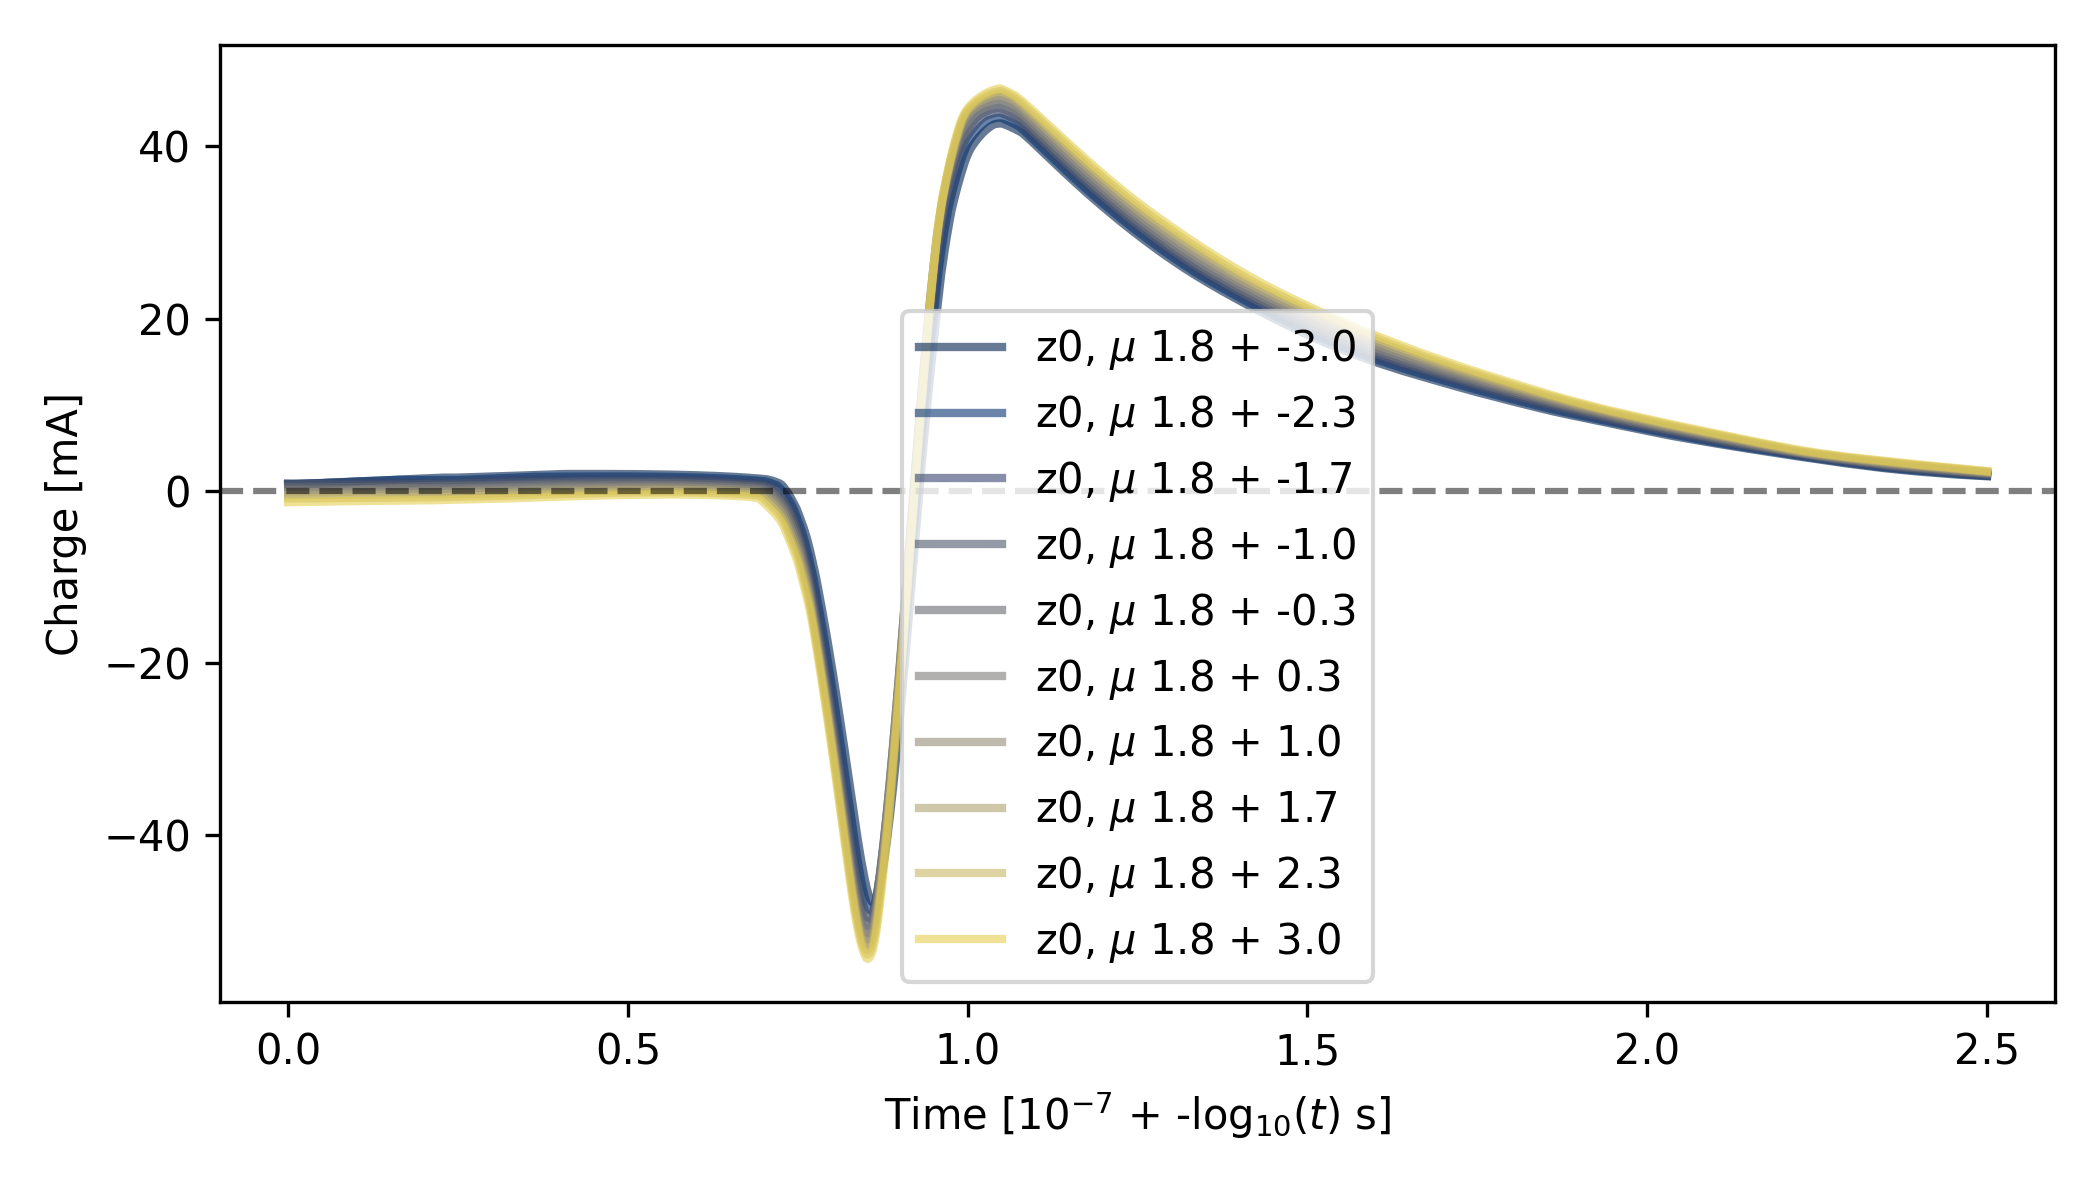 Charge [mA]
40
20
0
−20
−40
z0, μ 1.8 + -3.0
z0, μ 1.8 + -2.3
z0, μ 1.8 + -1.7
z0, μ 1.8 + -1.0
z0, μ 1.8 + -0.3
z0, μ 1.8 + 0.3
z0, μ 1.8 + 1.0
z0, μ 1.8 + 1.7
z0, μ 1.8 + 2.3
z0, μ 1.8 + 3.0
0.0 0.5 1.0 1.5 2.0 2.5
Time [10⁻⁷ + -log₁₀(t) s]